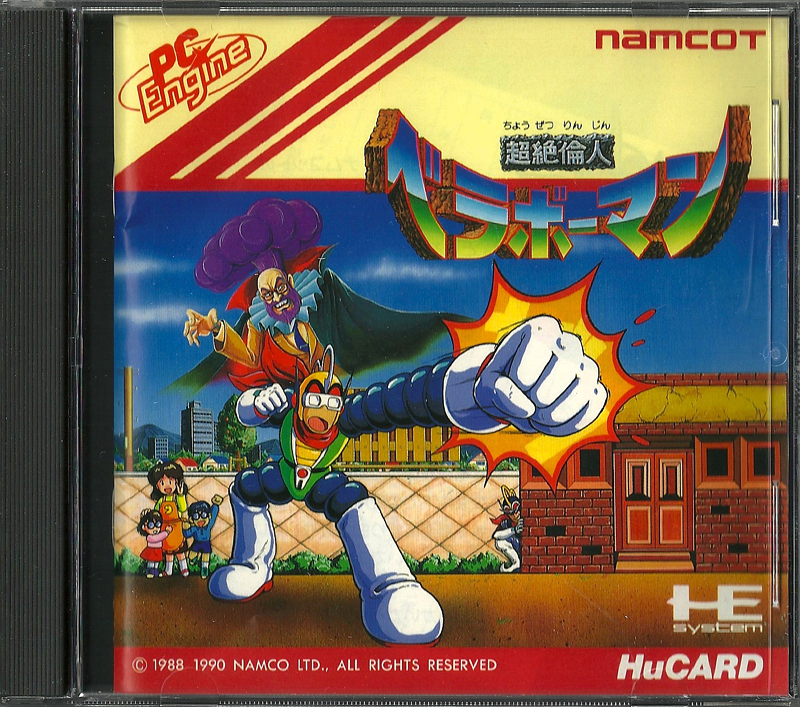 PC Engine
namcot
ちょう ぜつ りん じん
超絶倫人
ベラボーマン
HE
system
© 1988 1990 NAMCO LTD., ALL RIGHTS RESERVED
HuCARD